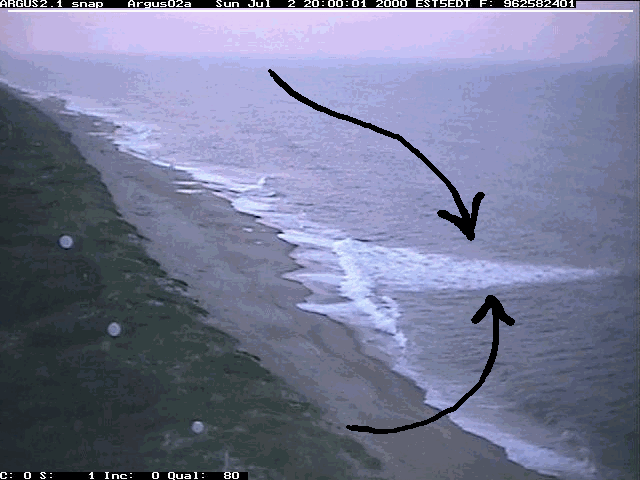 ARGUS2.1 snap Argus02a Sun Jul 2 20:00:01 2000 EST5EDT F: 962582401
C: 0 S: 1 Inc: 0 Qual: 80